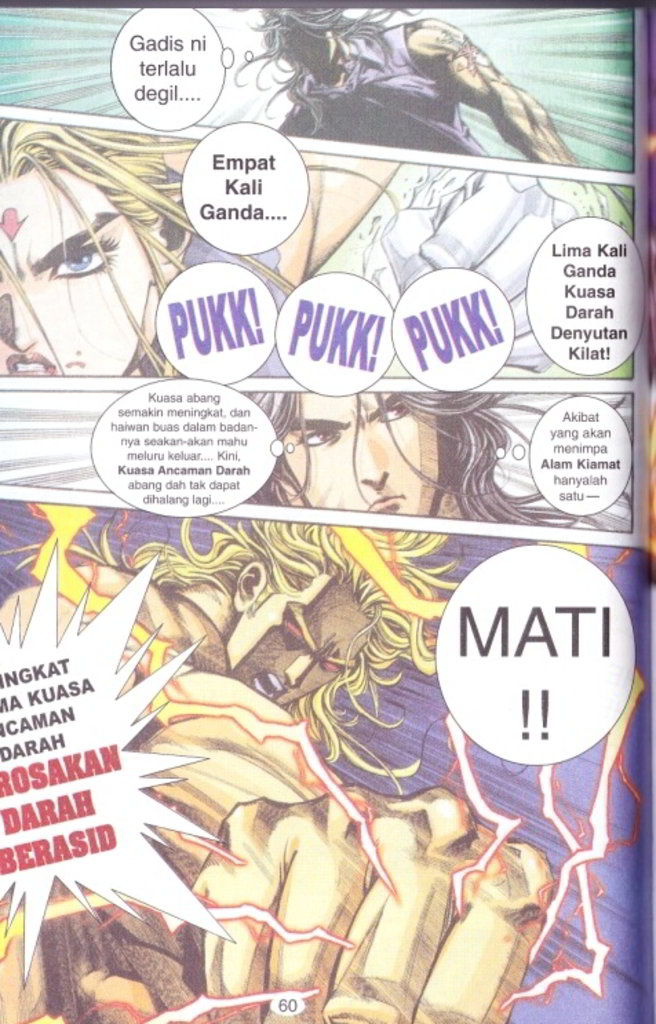 Gadis ni
terlalu
degil....
Empat
Kali
Ganda....
Lima Kali
Ganda
Kuasa
Darah
Denyutan
Kilat!
PUKK!
PUKK!
PUKK!
Kuasa abang
semakin meningkat, dan
haiwan buas dalam badan-
nya seakan-akan mahu
meluru keluar.... Kini,
Kuasa Ancaman Darah
abang dah tak dapat
dihalang lagi....
Akibat
yang akan
menimpa
Alam Kiamat
hanyalah
satu —
MATI
!!
INGKAT
MA KUASA
NCAMAN
DARAH
ROSAKAN
DARAH
BERASID
60